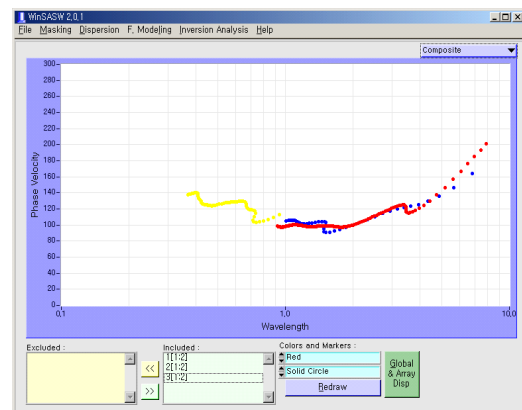 WinSASW 2,0,1
File Masking Dispersion F, Modeling Inversion Analysis Help
Composite
300-
280-
260-
240-
220-
200-
180-
160-
140-
120-
100-
80-
60-
40-
20-
0-
Phase Velocity
0,1 1,0 10,0
Wavelength
Excluded :
<<
>>
Included :
1[1:2]
2[1:2]
3[1:2]
Colors and Markers :
Red
Solid Circle
Redraw
Global
& Array
Disp